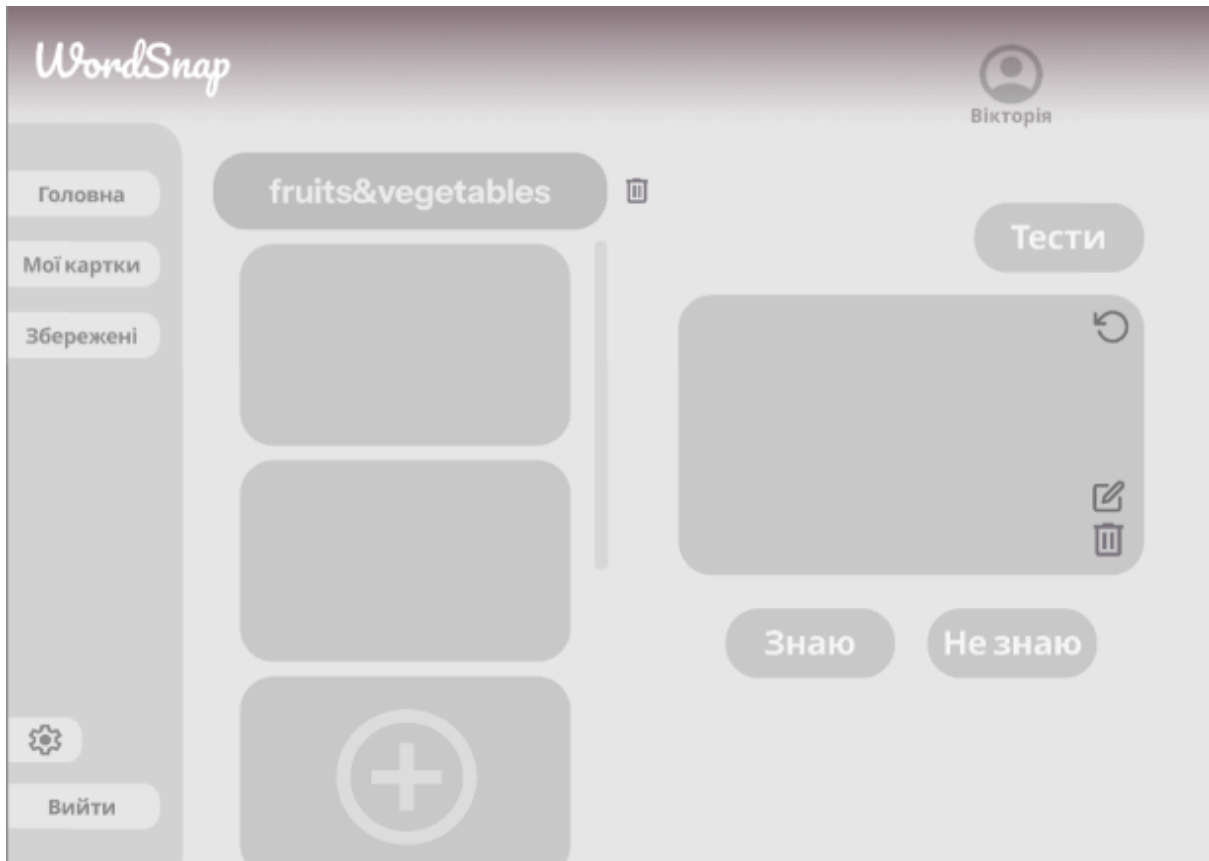 WordSnap
Вікторія
Головна
Мої картки
Збережені
Вийти
fruits&vegetables
Тести
Знаю
Не знаю